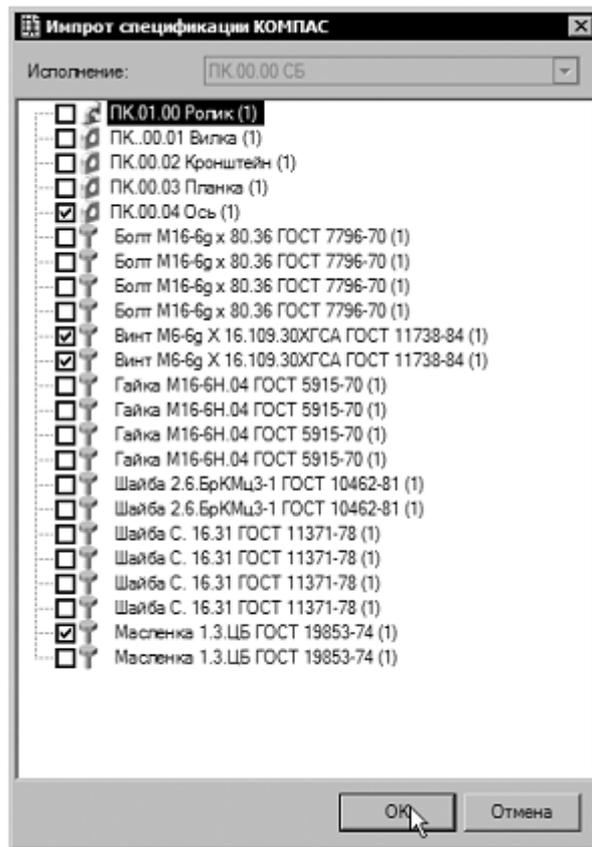 Импрот спецификации КОМПАС
Исполнение: ПК.00.00 СБ
ПК.01.00 Ролик (1)
ПК..00.01 Вилка (1)
ПК.00.02 Кронштейн (1)
ПК.00.03 Планка (1)
ПК.00.04 Ось (1)
Болт М16-6g x 80.36 ГОСТ 7796-70 (1)
Болт М16-6g x 80.36 ГОСТ 7796-70 (1)
Болт М16-6g x 80.36 ГОСТ 7796-70 (1)
Болт М16-6g x 80.36 ГОСТ 7796-70 (1)
Винт М6-6g X 16.109.30ХГСА ГОСТ 11738-84 (1)
Винт М6-6g X 16.109.30ХГСА ГОСТ 11738-84 (1)
Гайка М16-6Н.04 ГОСТ 5915-70 (1)
Гайка М16-6Н.04 ГОСТ 5915-70 (1)
Гайка М16-6Н.04 ГОСТ 5915-70 (1)
Гайка М16-6Н.04 ГОСТ 5915-70 (1)
Шайба 2.6.БрКМц3-1 ГОСТ 10462-81 (1)
Шайба 2.6.БрКМц3-1 ГОСТ 10462-81 (1)
Шайба С. 16.31 ГОСТ 11371-78 (1)
Шайба С. 16.31 ГОСТ 11371-78 (1)
Шайба С. 16.31 ГОСТ 11371-78 (1)
Шайба С. 16.31 ГОСТ 11371-78 (1)
Масленка 1.3.ЦБ ГОСТ 19853-74 (1)
Масленка 1.3.ЦБ ГОСТ 19853-74 (1)
ОК Отмена